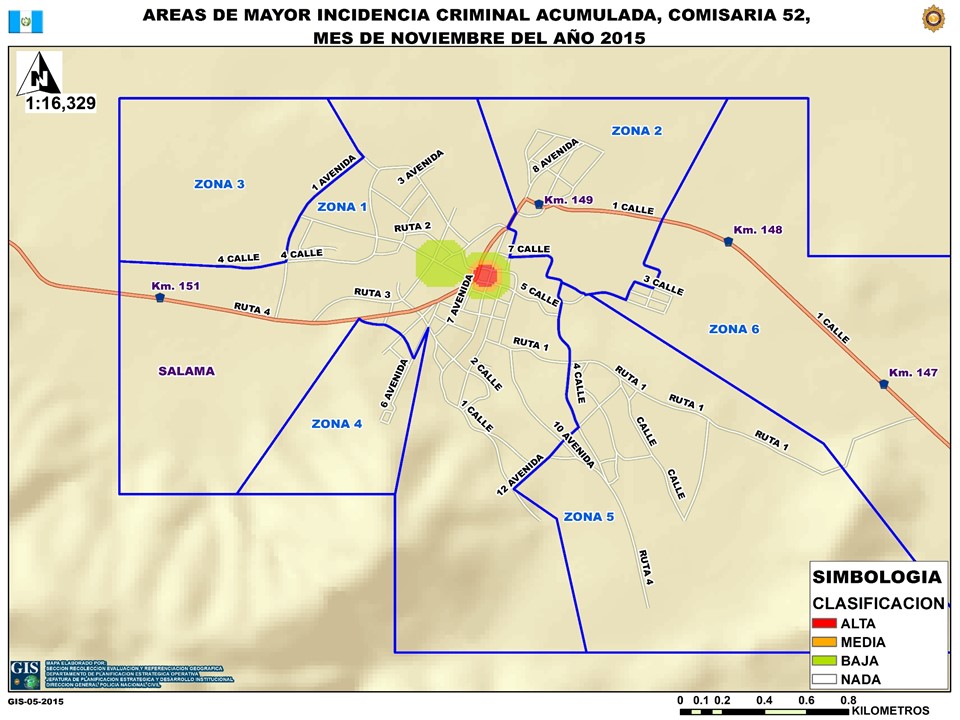 AREAS DE MAYOR INCIDENCIA CRIMINAL ACUMULADA, COMISARIA 52,
MES DE NOVIEMBRE DEL AÑO 2015
N
1:16,329
ZONA 2
8 AVENIDA
3 AVENIDA
1 AVENIDA
ZONA 3
ZONA 1
Km. 149
1 CALLE
RUTA 2
Km. 148
7 CALLE
4 CALLE
4 CALLE
3 CALLE
Km. 151
RUTA 3
7 AVENIDA
5 CALLE
RUTA 4
1 CALLE
ZONA 6
RUTA 1
SALAMA
6 AVENIDA
2 CALLE
4 CALLE
RUTA 1
Km. 147
RUTA 1
1 CALLE
ZONA 4
10 AVENIDA
CALLE
RUTA 1
12 AVENIDA
CALLE
ZONA 5
RUTA 4
SIMBOLOGIA
CLASIFICACION
ALTA
MEDIA
BAJA
NADA
GIS
MAPA ELABORADO POR:
SECCION RECOLECCION EVALUACION Y REFERENCIACION GEOGRAFICA
DEPARTAMENTO DE PLANIFICACION ESTRATEGICA OPERATIVA
JEFATURA DE PLANIFICACION ESTRATEGICA Y DESARROLLO INSTITUCIONAL
DIRECCION GENERAL POLICIA NACIONAL CIVIL
GIS-05-2015
0 0.1 0.2 0.4 0.6 0.8
KILOMETROS